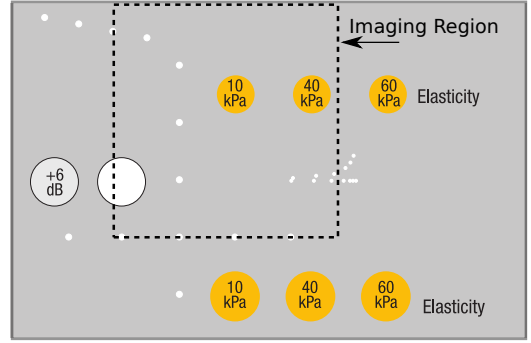 Imaging Region
10
kPa
40
kPa
60
kPa
Elasticity
+6
dB
10
kPa
40
kPa
60
kPa
Elasticity